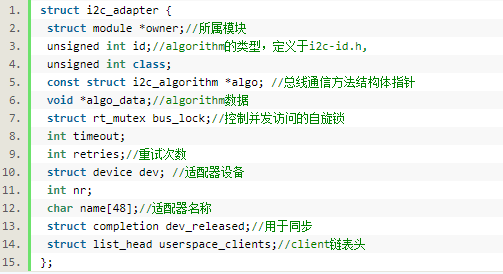 1. struct i2c_adapter {
2. struct module *owner;//所属模块
3. unsigned int id;//algorithm的类型，定义于i2c-id.h,
4. unsigned int class;
5. const struct i2c_algorithm *algo; //总线通信方法结构体指针
6. void *algo_data;//algorithm数据
7. struct rt_mutex bus_lock;//控制并发访问的自旋锁
8. int timeout;
9. int retries;//重试次数
10. struct device dev; //适配器设备
11. int nr;
12. char name[48];//适配器名称
13. struct completion dev_released;//用于同步
14. struct list_head userspace_clients;//client链表头
15. };